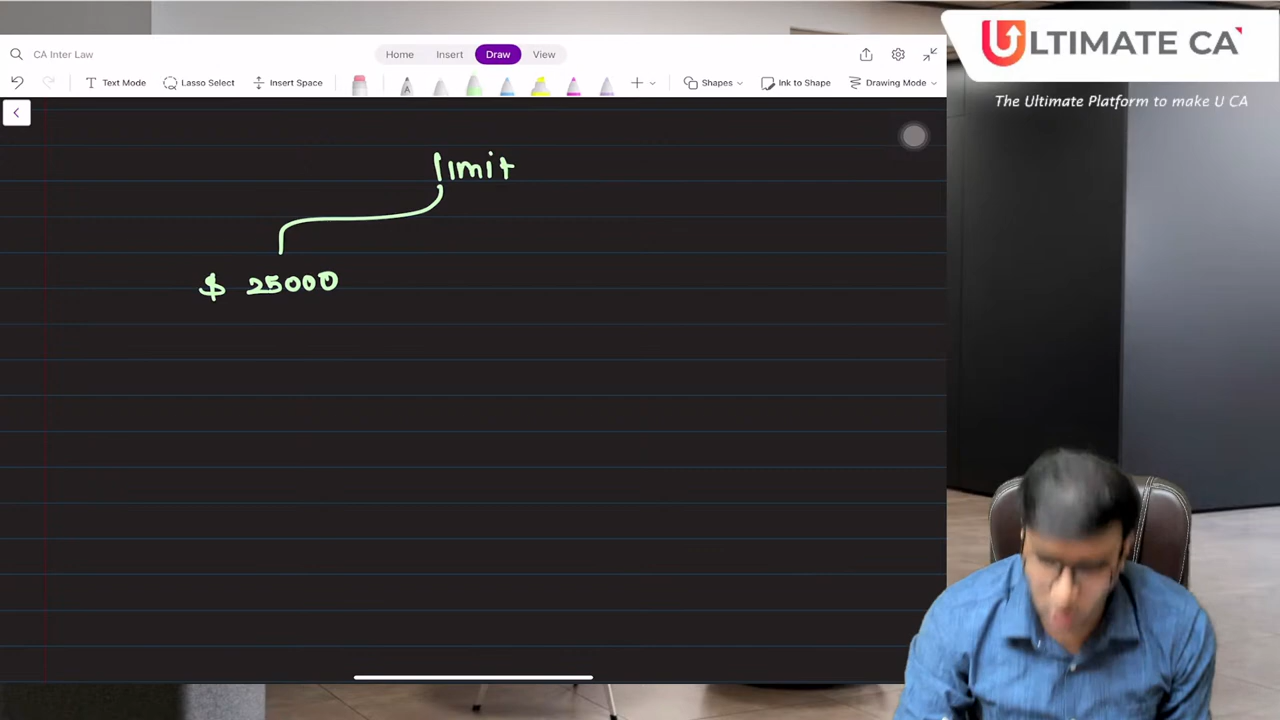 ULTIMATE CA
The Ultimate Platform to make U CA
CA Inter Law
Home Insert Draw View
Text Mode Lasso Select Insert Space Shapes Ink to Shape Drawing Mode
A
limit
$ 25000